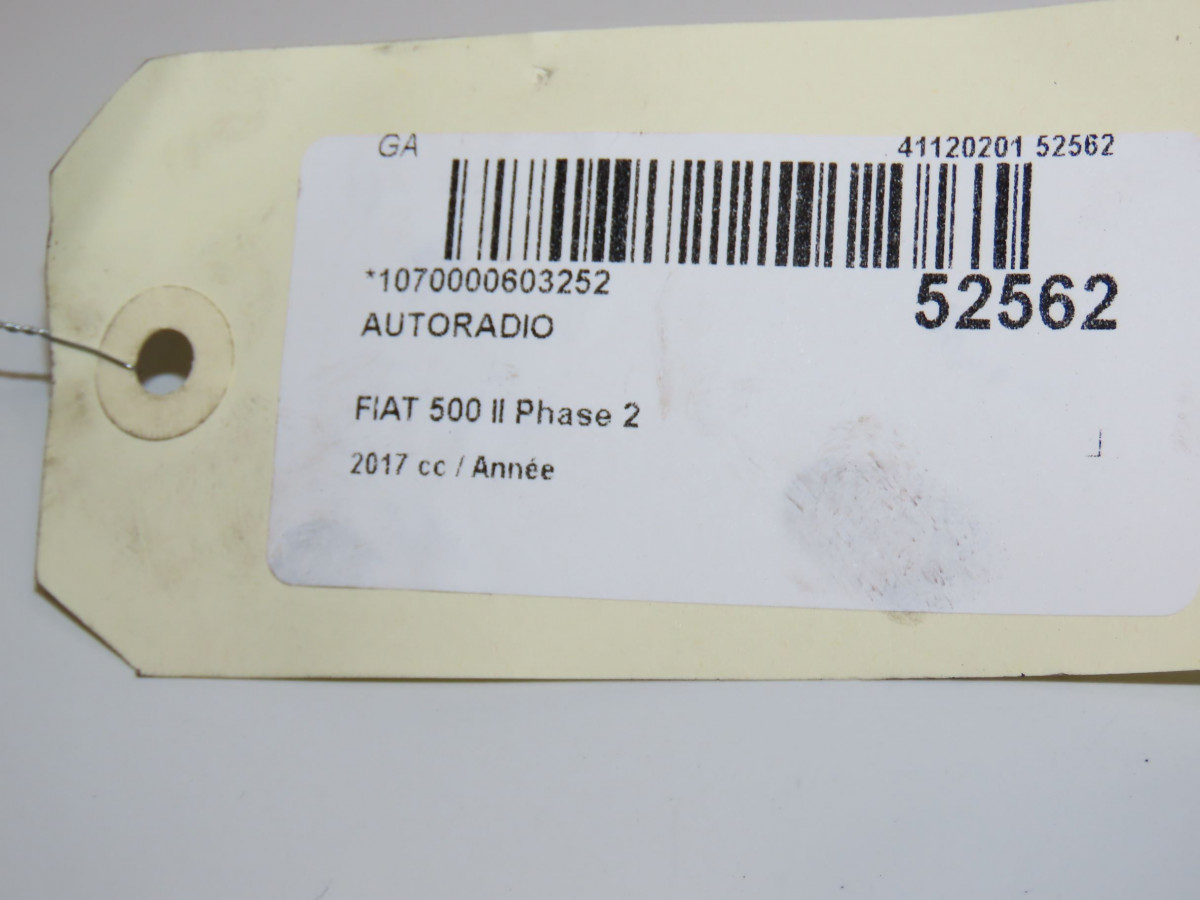 GA 41120201 52562
*1070000603252 52562
AUTORADIO
FIAT 500 II Phase 2
2017 cc / Année